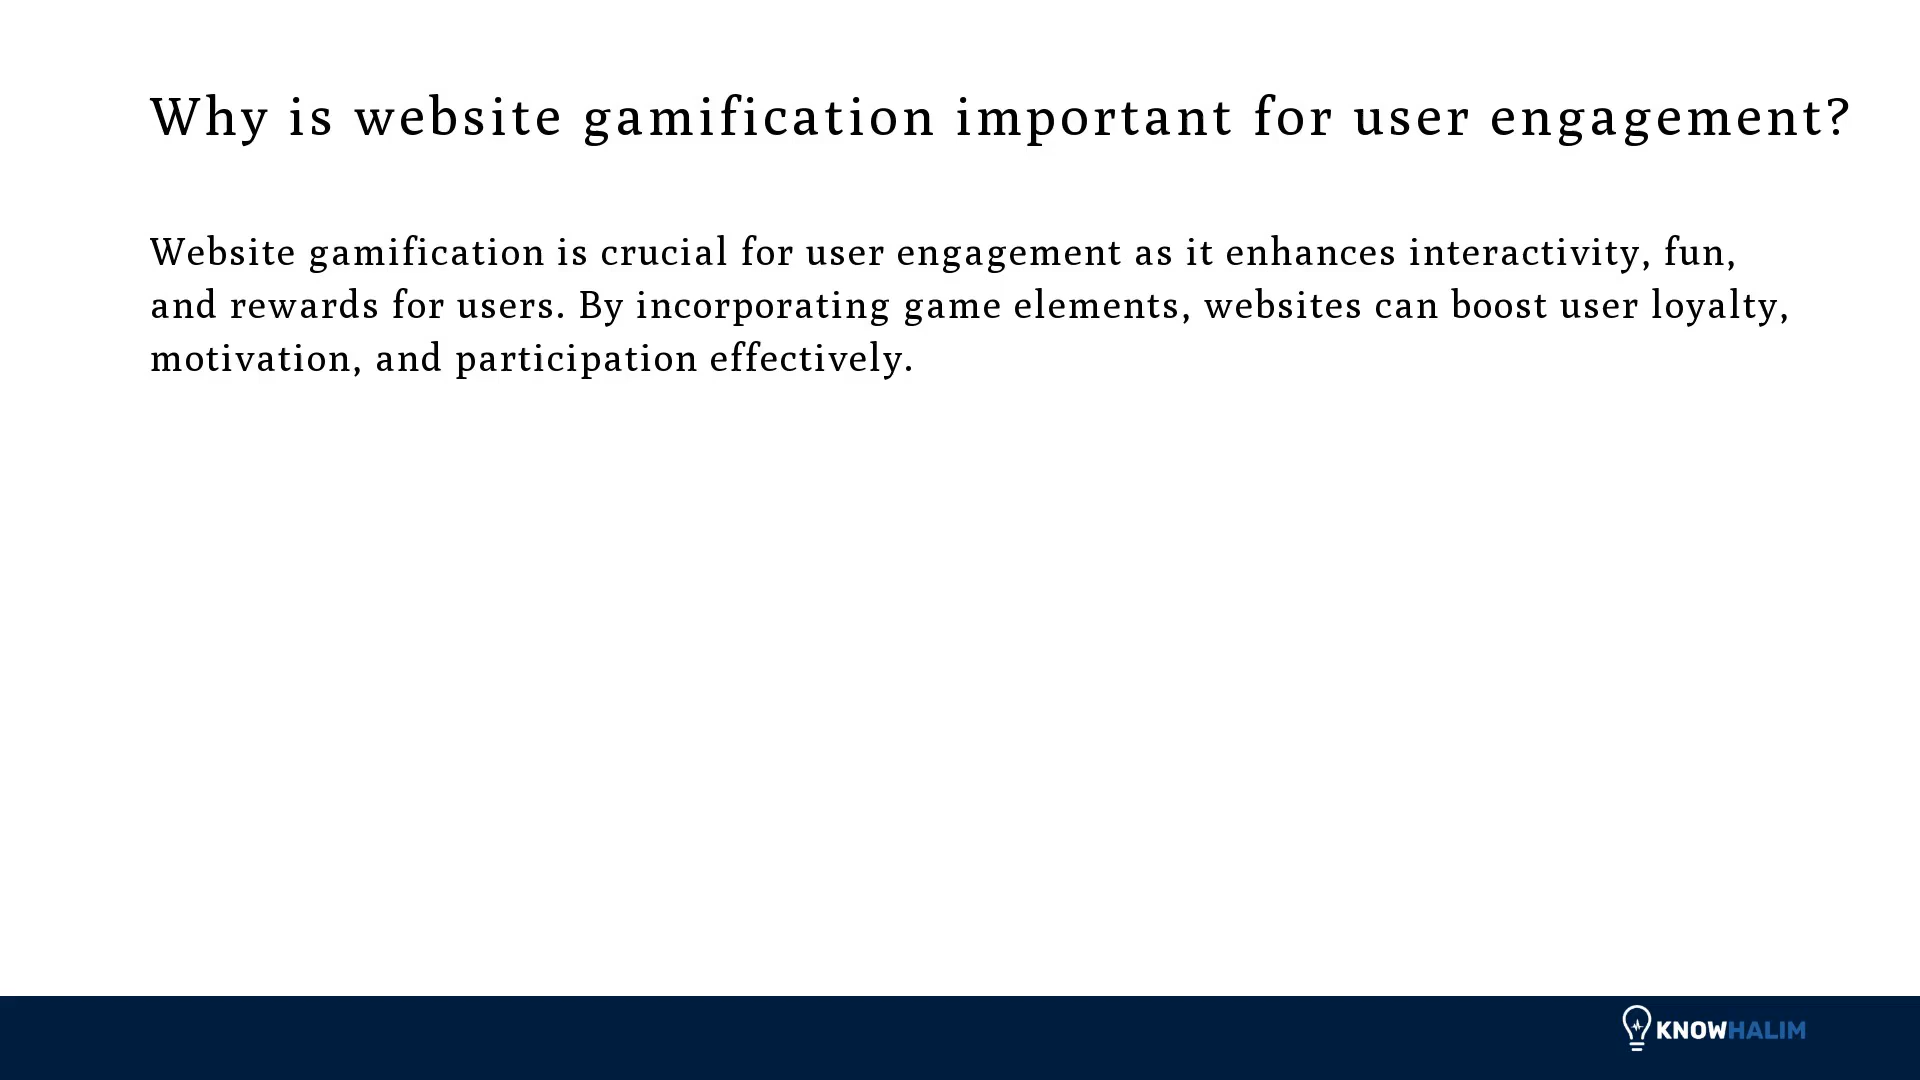 Why is website gamification important for user engagement?
Website gamification is crucial for user engagement as it enhances interactivity, fun,
and rewards for users. By incorporating game elements, websites can boost user loyalty,
motivation, and participation effectively.
KNOWHALIM